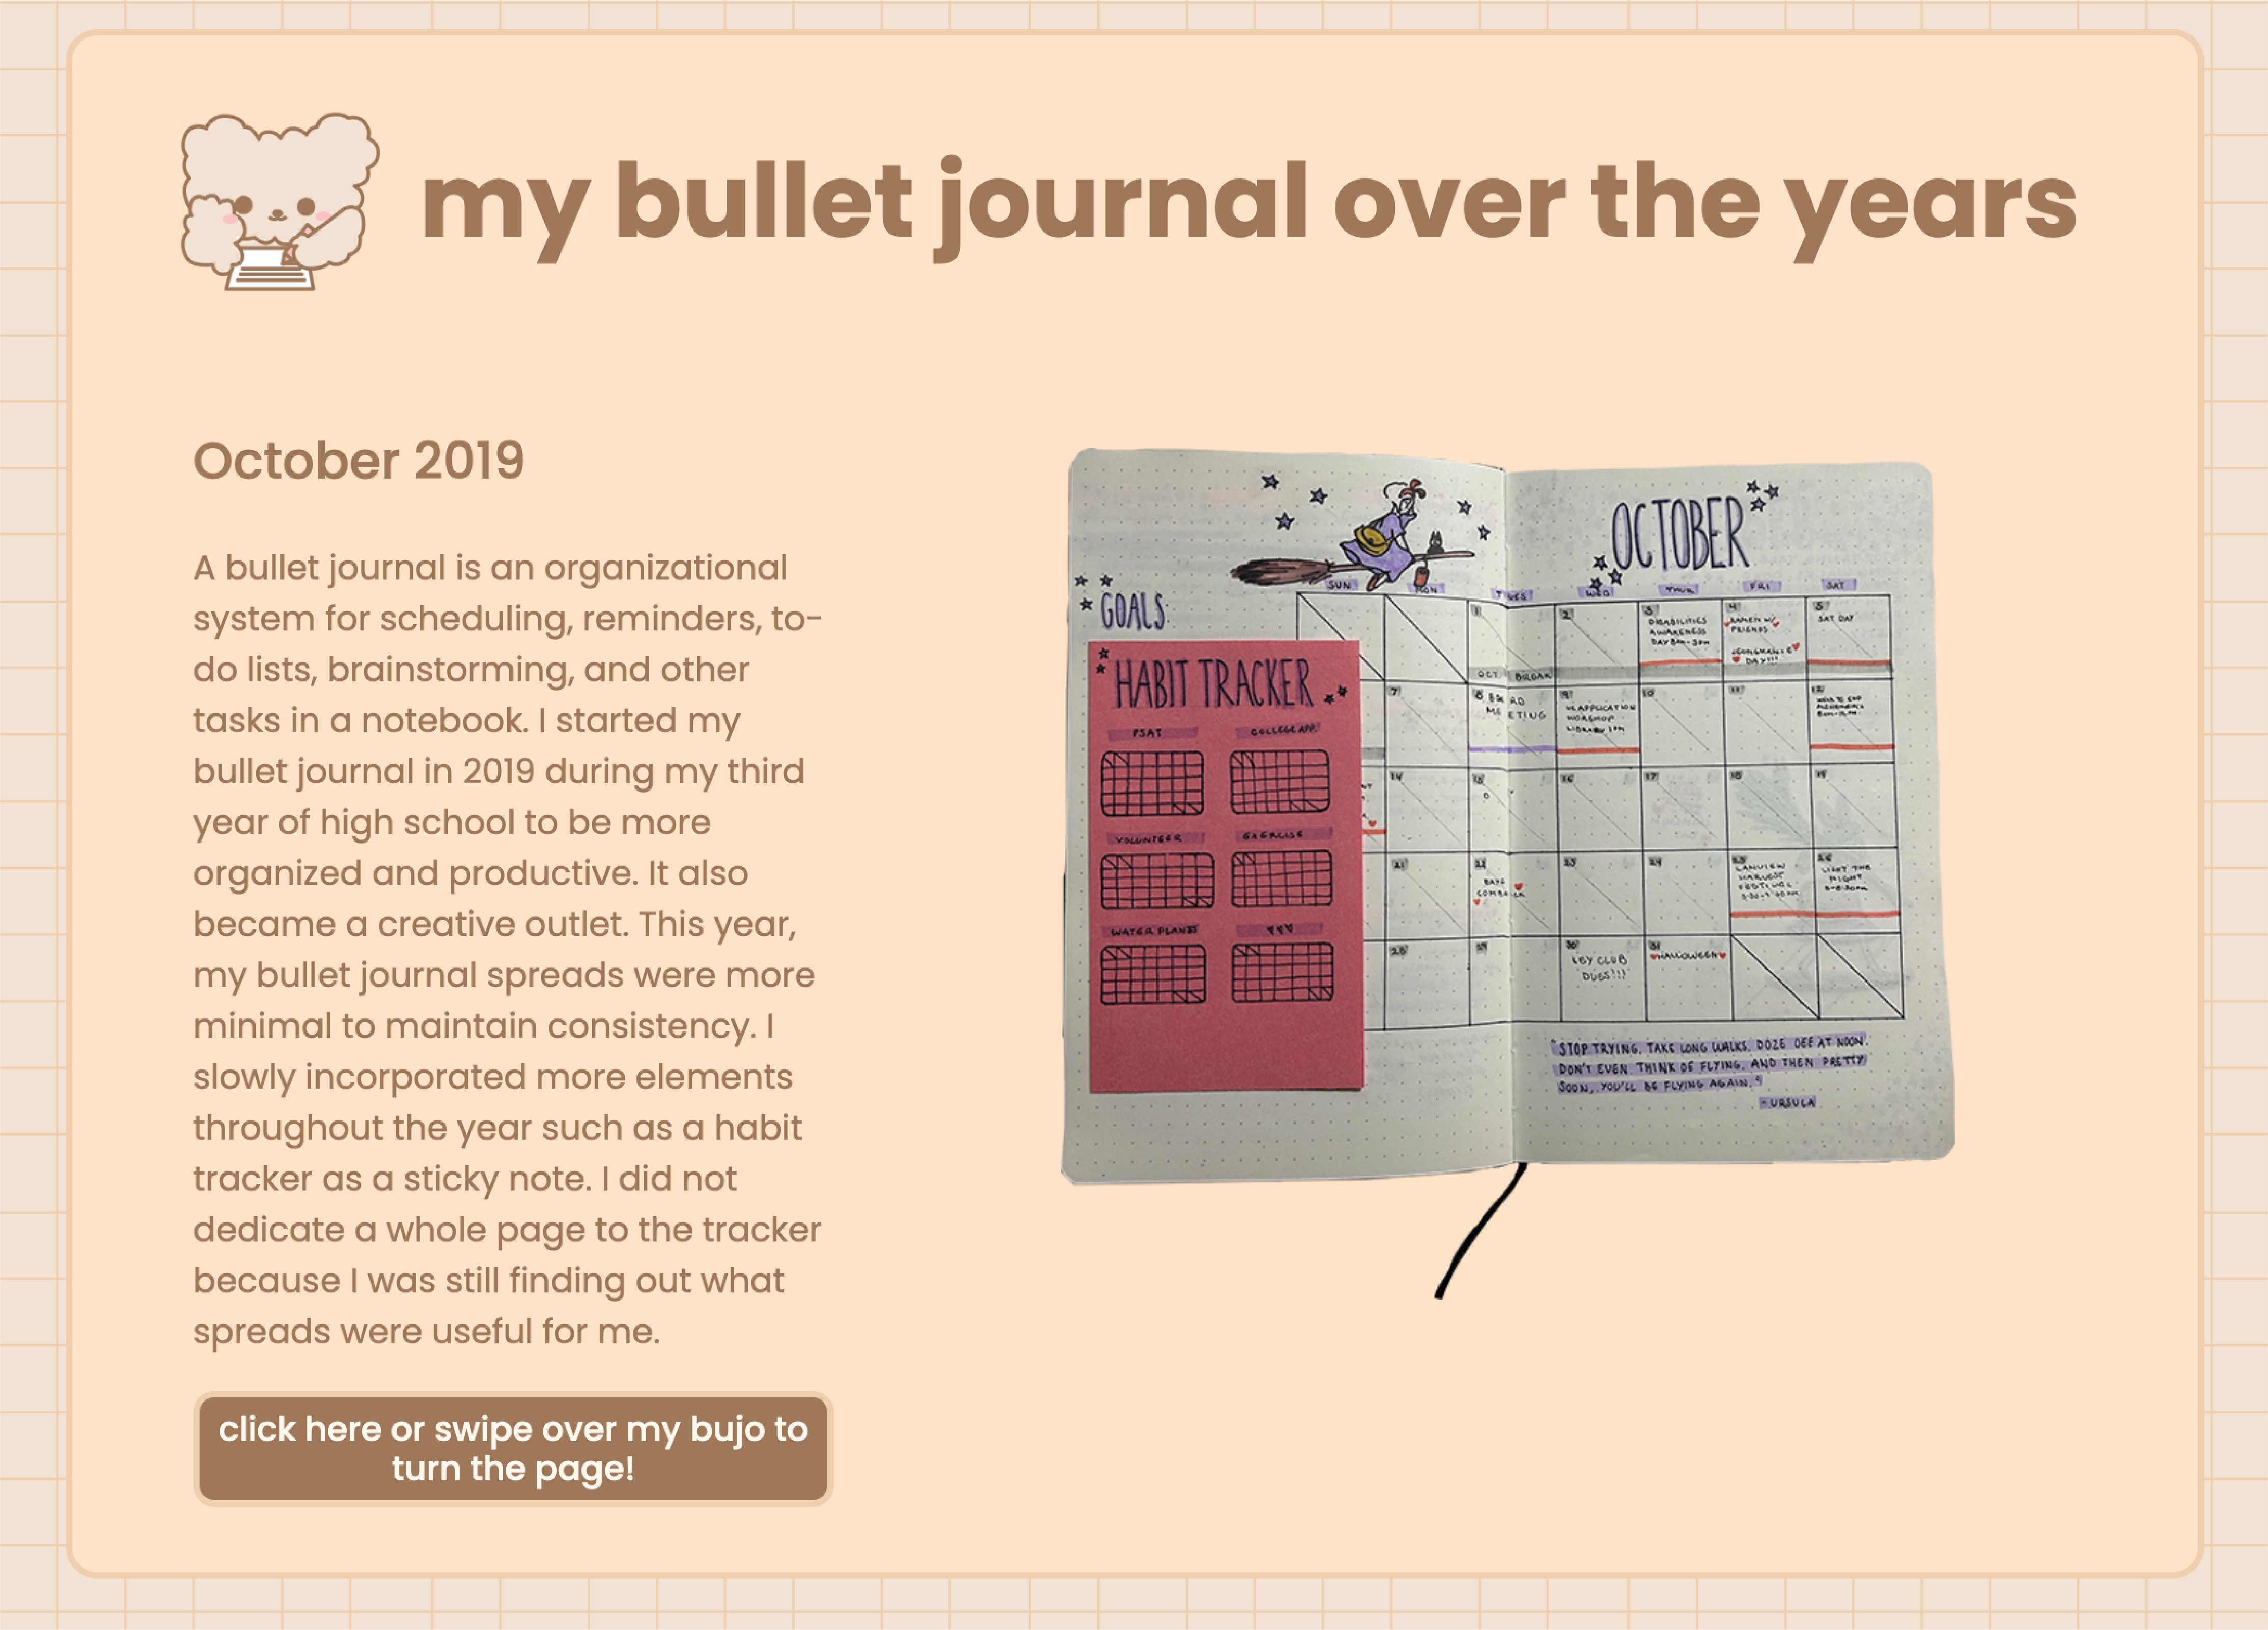 my bullet journal over the years
October 2019
A bullet journal is an organizational
system for scheduling, reminders, to-
do lists, brainstorming, and other
tasks in a notebook. I started my
bullet journal in 2019 during my third
year of high school to be more
organized and productive. It also
became a creative outlet. This year,
my bullet journal spreads were more
minimal to maintain consistency. I
slowly incorporated more elements
throughout the year such as a habit
tracker as a sticky note. I did not
dedicate a whole page to the tracker
because I was still finding out what
spreads were useful for me.
click here or swipe over my bujo to
turn the page!
GOALS
HABIT TRACKER
PSAT
COLLEGE APP
VOLUNTEER
EXERCISE
WATER PLANTS
OCTOBER
SUN
MON
TUES
WED
THUR
FRI
SAT
1
2
3
DISABILITIES
AWARENESS
DAY 8am-3pm
4
RAMEN W/
FRIENDS
DAY!!!
5
SAT DAY
OCT BREAK
7
8
BOARD
MEETING
9
APPLICATION
WORKSHOP
LIBRARY
10
11
12
14
15
16
17
18
19
21
22
DAY6
COMEBACK
23
24
25
HARVEST
FESTIVAL
26
LIGHT THE
NIGHT
28
29
30
KEY CLUB
DUES!!!
31
HALLOWEEN
"STOP TRYING. TAKE LONG WALKS. DOZE OFF AT NOON.
DON'T EVEN THINK OF FLYING. AND THEN PRETTY
SOON, YOU'LL BE FLYING AGAIN."
- URSULA